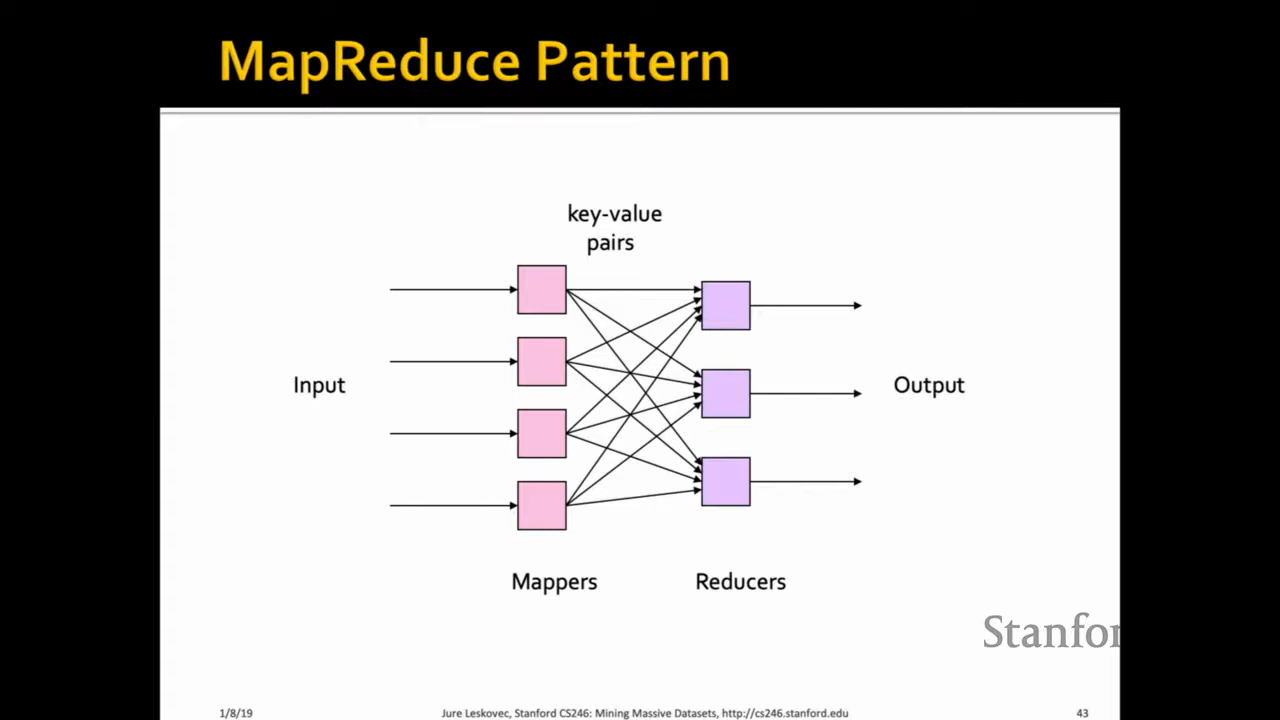 MapReduce Pattern
key-value
pairs
Input
Output
Mappers
Reducers
Stanfor
1/8/19
Jure Leskovec, Stanford CS246: Mining Massive Datasets, http://cs246.stanford.edu
43